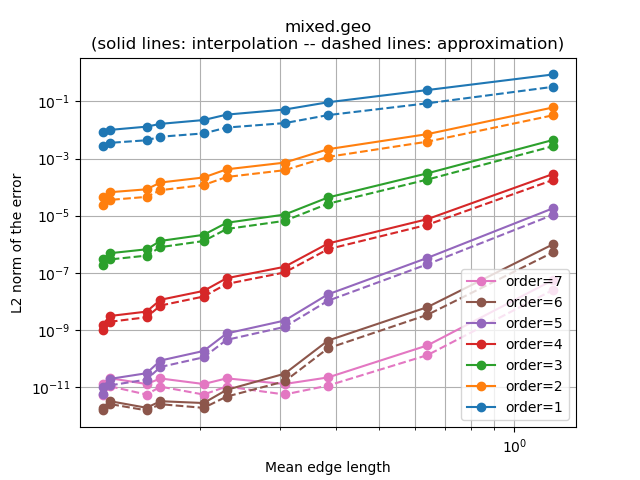 mixed.geo
(solid lines: interpolation -- dashed lines: approximation)
L2 norm of the error
10⁻¹
10⁻³
10⁻⁵
10⁻⁷
10⁻⁹
10⁻¹¹
order=7
order=6
order=5
order=4
order=3
order=2
order=1
10⁰
Mean edge length